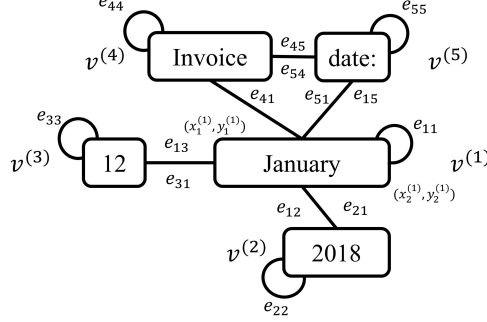 e₄₄ e₅₅
v⁽⁴⁾ Invoice e₄₅ date: v⁽⁵⁾
e₅₄
e₄₁ e₅₁ e₁₅
e₃₃ e₁₃ (x₁⁽¹⁾, y₁⁽¹⁾) e₁₁
v⁽³⁾ 12 January v⁽¹⁾
e₃₁ (x₂⁽¹⁾, y₂⁽¹⁾)
e₁₂ e₂₁
v⁽²⁾ 2018
e₂₂